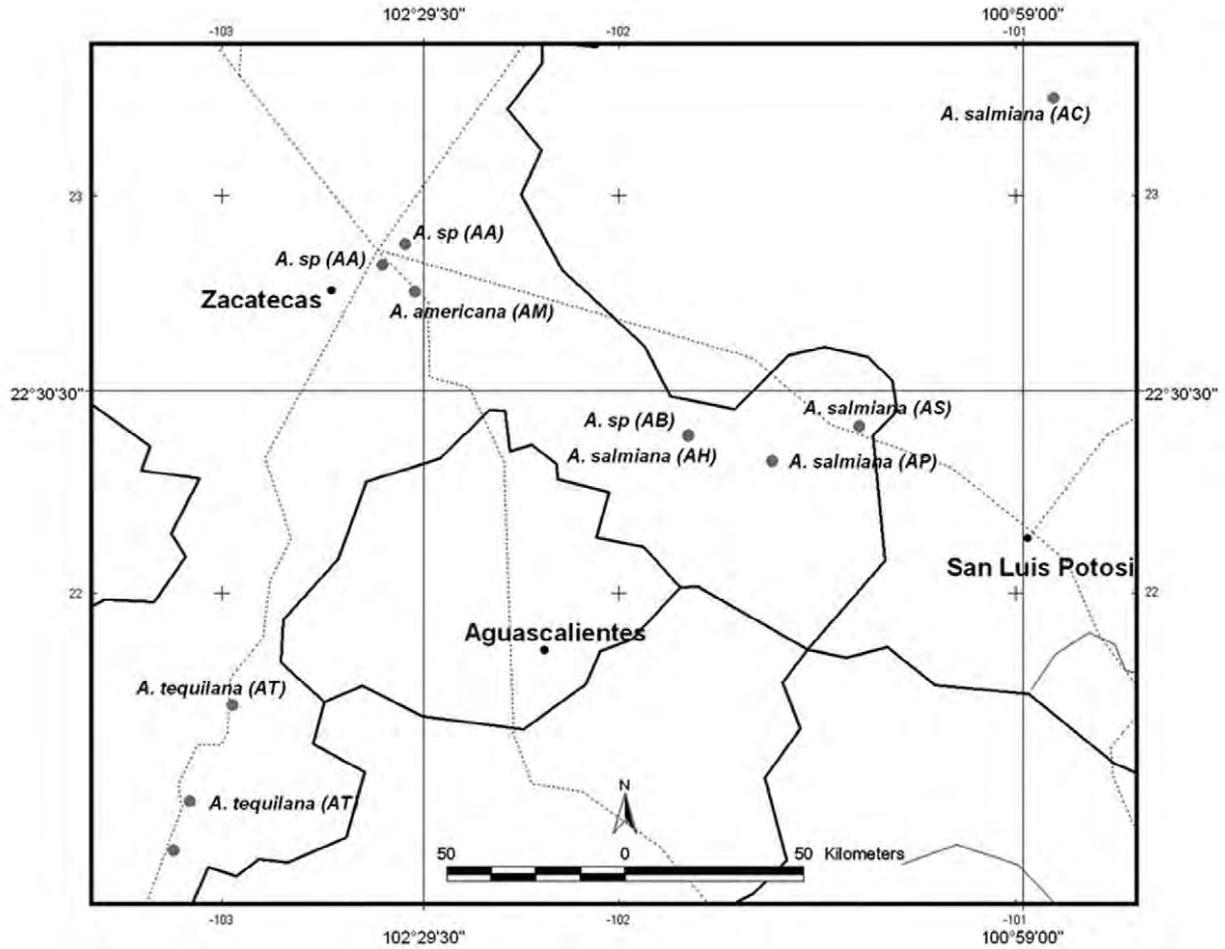 102°29'30" 100°59'00"
-103 -102 -101
A. salmiana (AC)
23 23
A. sp (AA)
A. sp (AA)
Zacatecas
A. americana (AM)
22°30'30" 22°30'30"
A. sp (AB) A. salmiana (AS)
A. salmiana (AH) A. salmiana (AP)
San Luis Potosi
22 22
Aguascalientes
A. tequilana (AT)
N
A. tequilana (AT)
50 0 50 Kilometers
-103 -102 -101
102°29'30" 100°59'00"